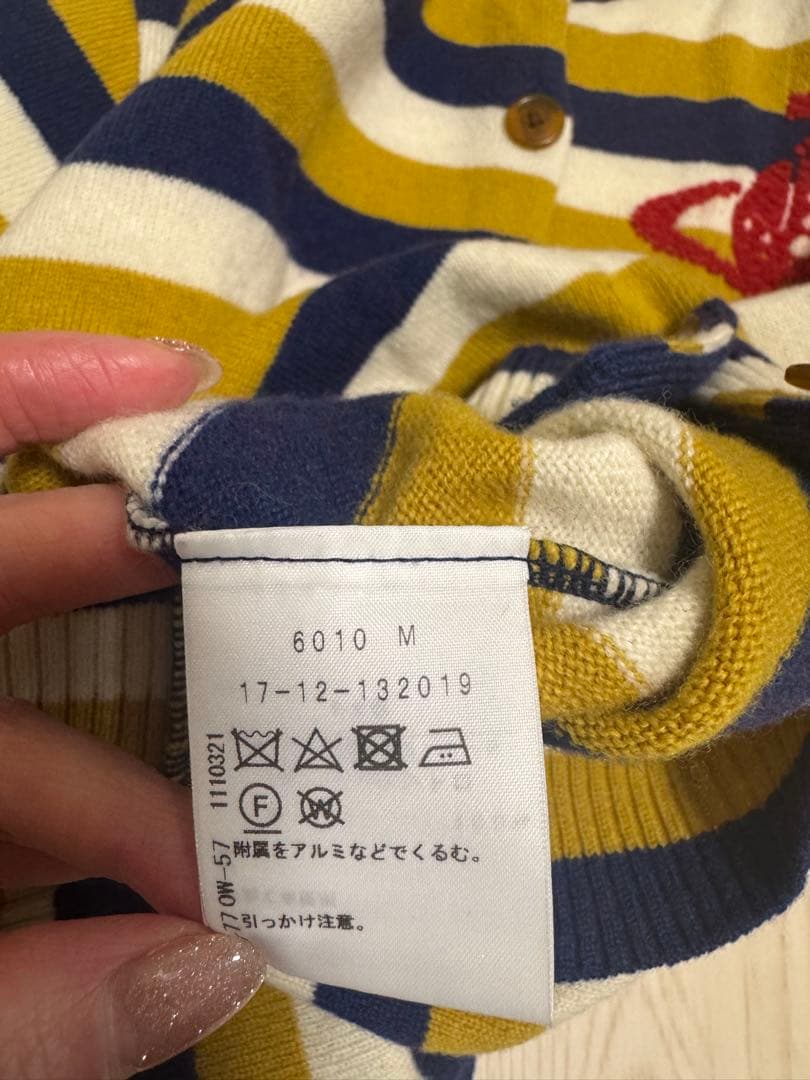 6010 M
17-12-132019
1110321
F
W
附属をアルミなどでくるむ。
引っかけ注意。
0W-57